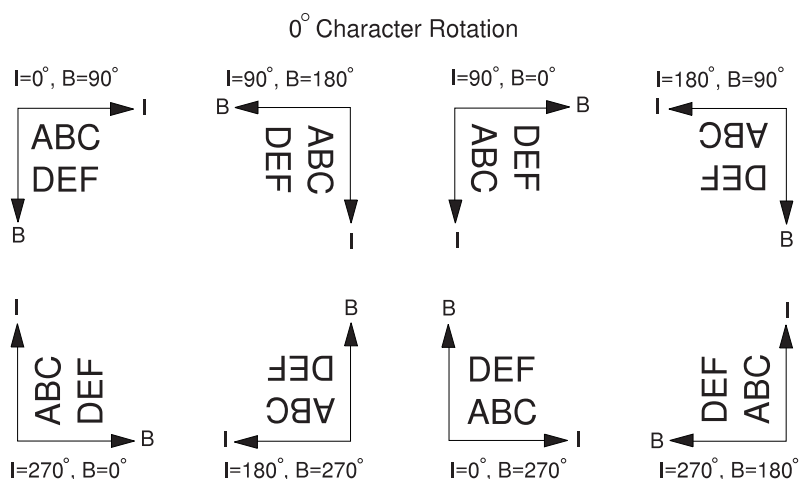 0° Character Rotation
I=0°, B=90°
I
ABC
DEF
B
I=90°, B=180°
B
ABC
DEF
I
I=90°, B=0°
B
DEF
ABC
I
I=180°, B=90°
I
ABC
DEF
B
I
ABC
DEF
B
I=270°, B=0°
B
DEF
ABC
I
I=180°, B=270°
B
DEF
ABC
I
I=0°, B=270°
I
DEF
ABC
B
I=270°, B=180°